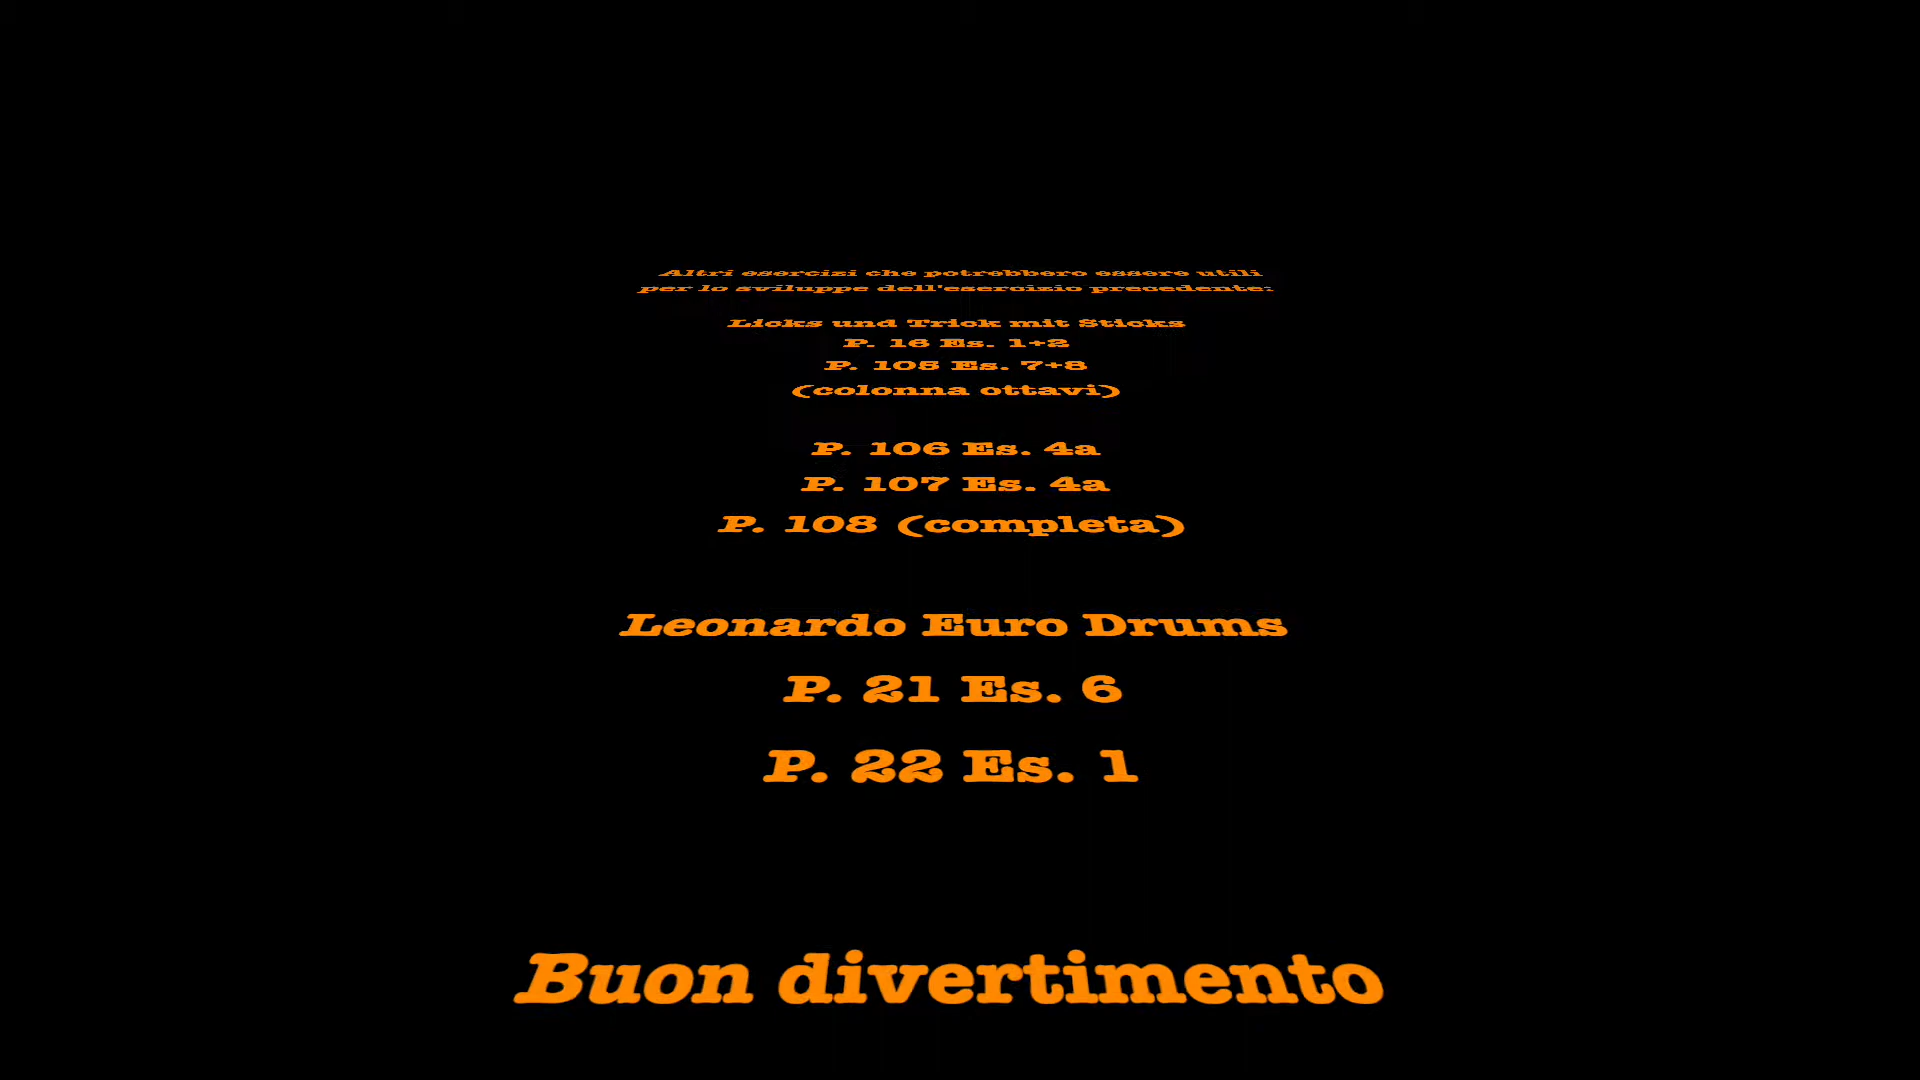 Altri esercizi che potrebbero essere utili
per lo sviluppe dell'esercizio precedente:
Licks und Trick mit Sticks
P. 16 Es. 1+2
P. 105 Es. 7+8
(colonna ottavi)
P. 106 Es. 4a
P. 107 Es. 4a
P. 108 (completa)
Leonardo Euro Drums
P. 21 Es. 6
P. 22 Es. 1
Buon divertimento